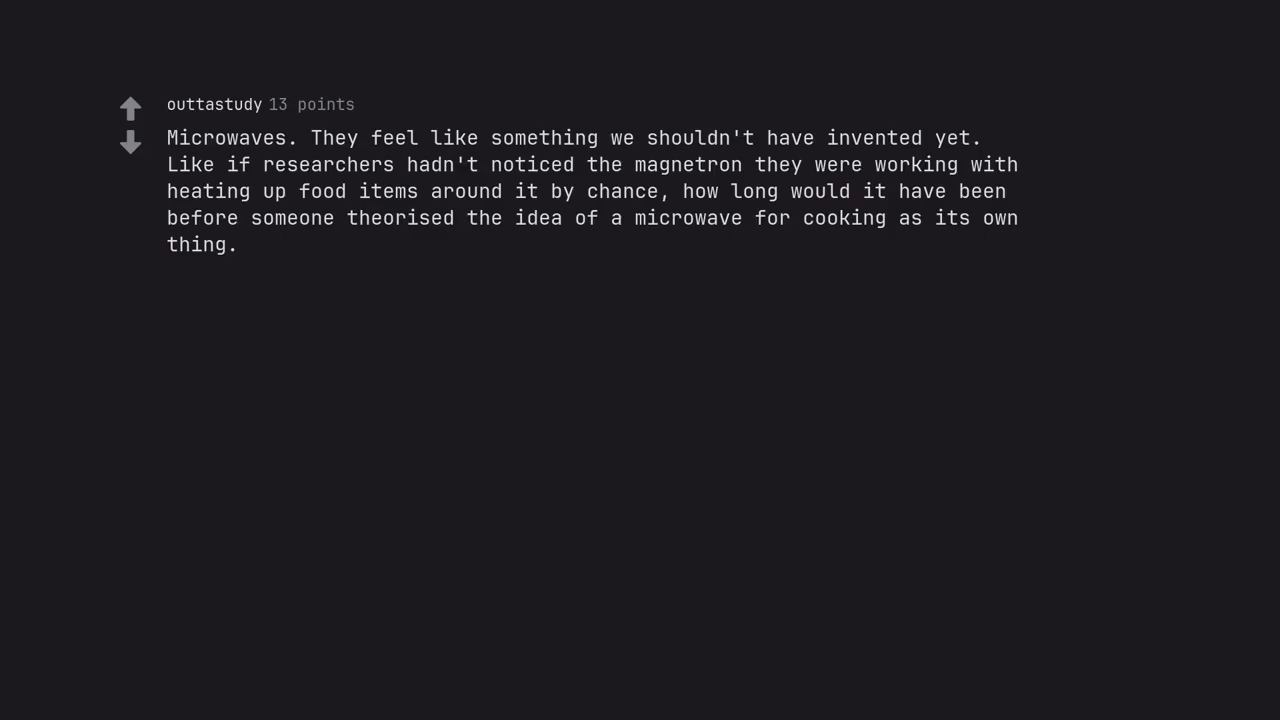 outtastudy 13 points
Microwaves. They feel like something we shouldn't have invented yet.
Like if researchers hadn't noticed the magnetron they were working with
heating up food items around it by chance, how long would it have been
before someone theorised the idea of a microwave for cooking as its own
thing.